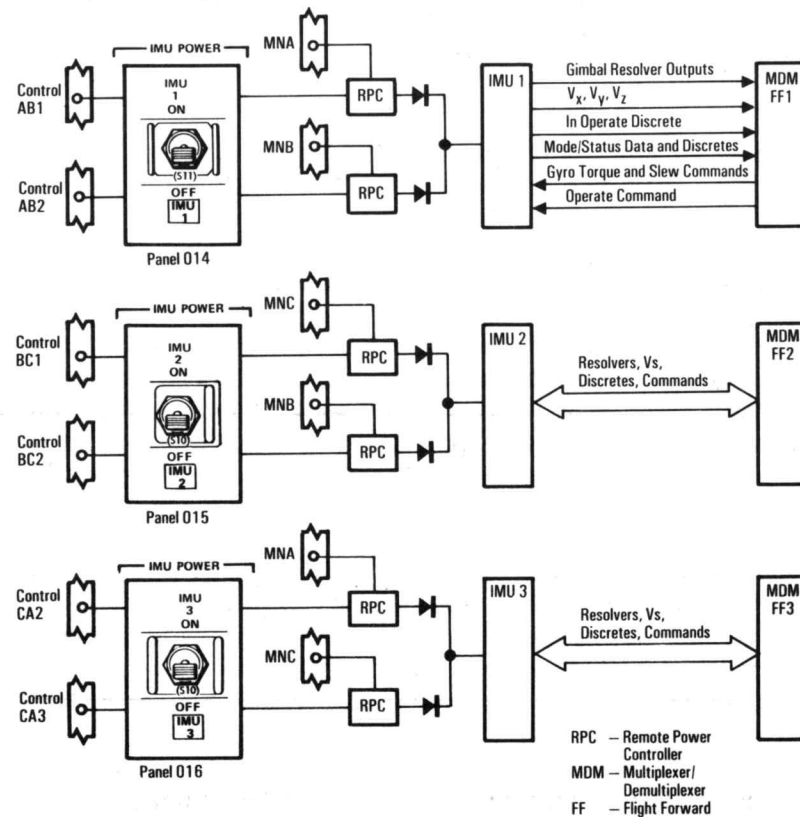 IMU POWER
Control
AB1
Control
AB2
IMU
1
ON
(S11)
OFF
IMU
1
Panel 014
MNA
RPC
MNB
RPC
IMU 1
Gimbal Resolver Outputs
Vx, Vy, Vz
In Operate Discrete
Mode/Status Data and Discretes
Gyro Torque and Slew Commands
Operate Command
MDM
FF1
IMU POWER
Control
BC1
Control
BC2
IMU
2
ON
(S10)
OFF
IMU
2
Panel 015
MNC
RPC
MNB
RPC
IMU 2
Resolvers, Vs,
Discretes, Commands
MDM
FF2
IMU POWER
Control
CA2
Control
CA3
IMU
3
ON
(S10)
OFF
IMU
3
Panel 016
MNA
RPC
MNC
RPC
IMU 3
Resolvers, Vs,
Discretes, Commands
MDM
FF3
RPC – Remote Power
Controller
MDM – Multiplexer/
Demultiplexer
FF – Flight Forward